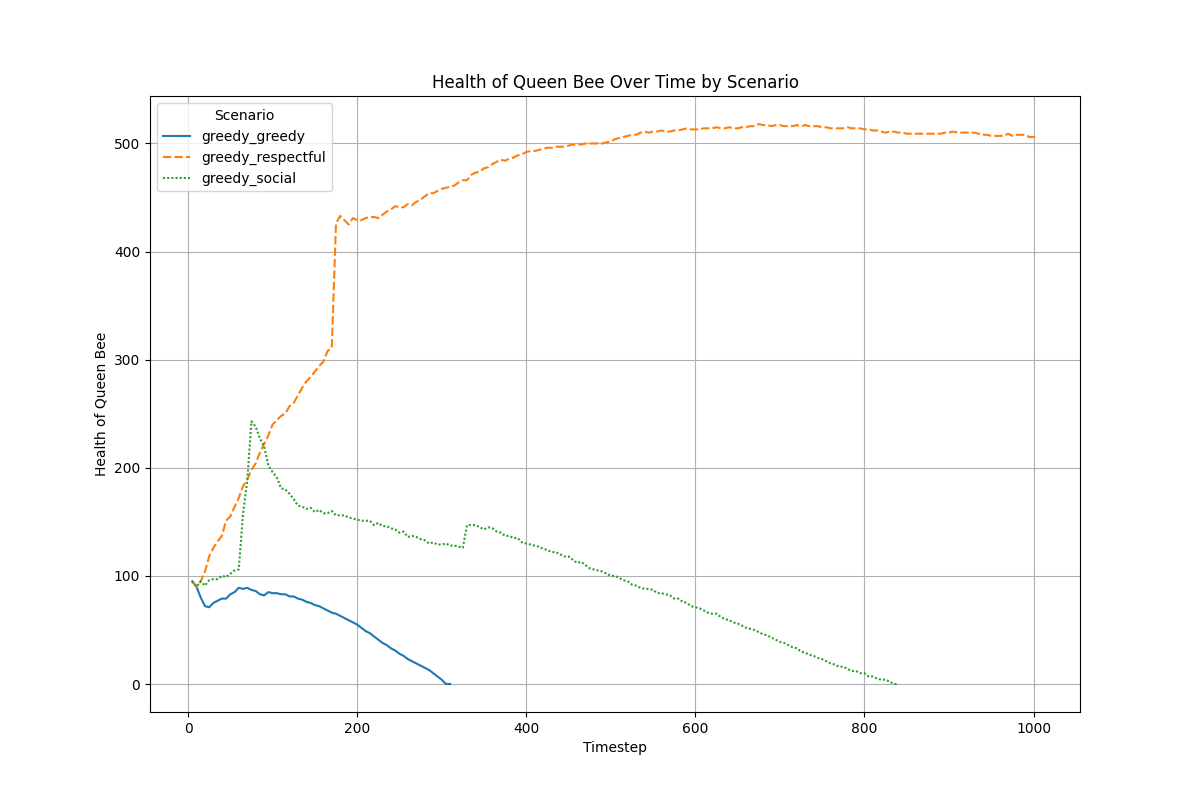 Health of Queen Bee Over Time by Scenario
Scenario
greedy_greedy
greedy_respectful
greedy_social
Health of Queen Bee
500
400
300
200
100
0
0 200 400 600 800 1000
Timestep